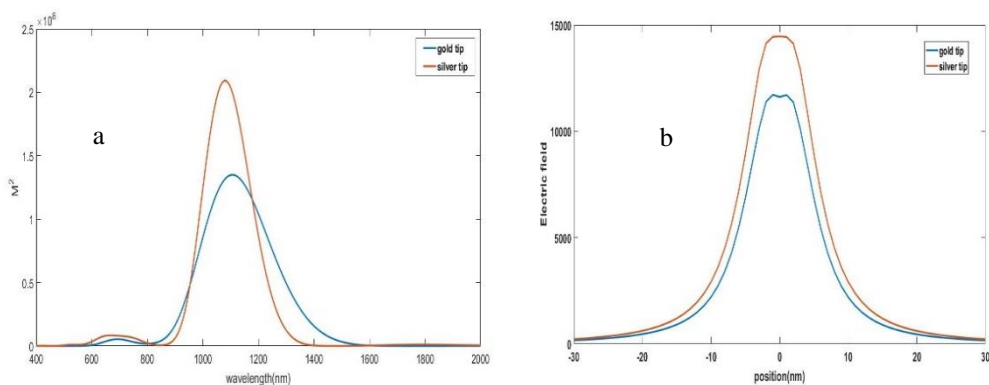 ×10⁶
2.5
2
1.5
1
0.5
0
M²
a
gold tip
silver tip
400 600 800 1000 1200 1400 1600 1800 2000
wavelength(nm)
15000
10000
5000
0
Electric field
b
gold tip
silver tip
-30 -20 -10 0 10 20 30
position(nm)